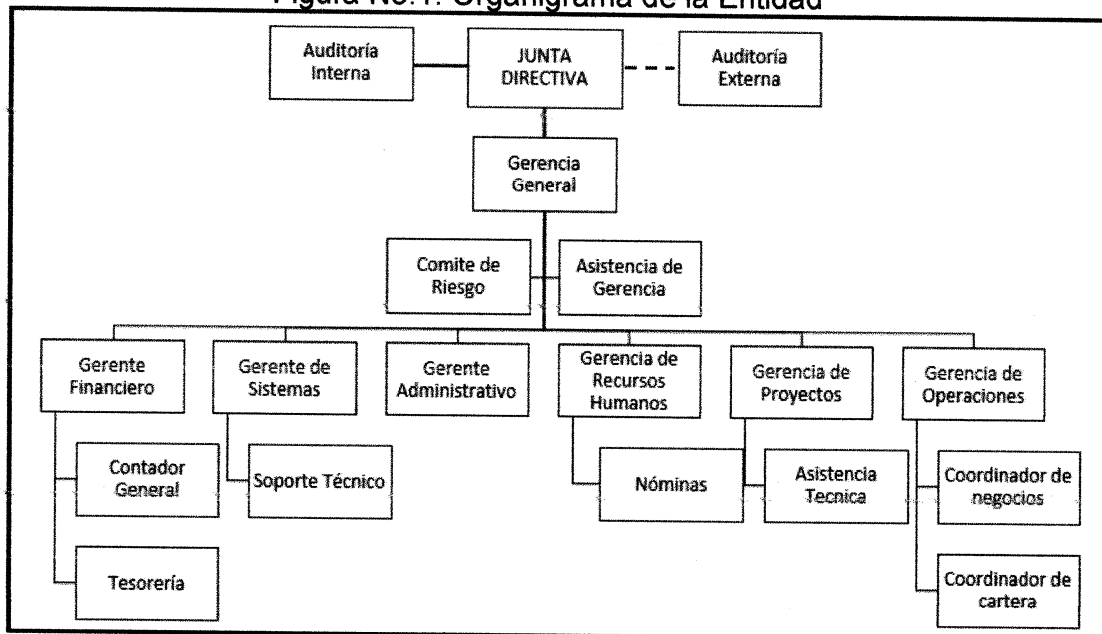 Figura No.1. Organigrama de la Entidad
Auditoría
Interna
JUNTA
DIRECTIVA
Auditoría
Externa
Gerencia
General
Comite de
Riesgo
Asistencia de
Gerencia
Gerente
Financiero
Gerente de
Sistemas
Gerente
Administrativo
Gerencia de
Recursos
Humanos
Gerencia de
Proyectos
Gerencia de
Operaciones
Contador
General
Soporte Técnico
Nóminas
Asistencia
Tecnica
Coordinador de
negocios
Tesorería
Coordinador de
cartera